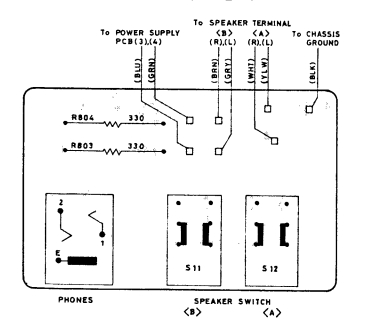 To POWER SUPPLY
PCB(3),(4)
To SPEAKER TERMINAL
<B> <A>
(R),(L) (R),(L)
To CHASSIS
GROUND
(BLU)
(GRN)
(BRN)
(GRY)
(WHT)
(YLW)
(BLK)
R804 330
R803 330
2
1
E
S11
S12
PHONES
SPEAKER SWITCH
<B> <A>